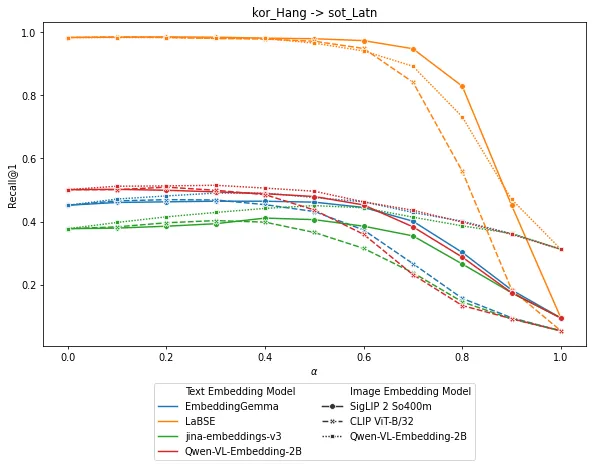 kor_Hang -> sot_Latn
Recall@1
1.0
0.8
0.6
0.4
0.2
0.0 0.2 0.4 0.6 0.8 1.0
α
Text Embedding Model
EmbeddingGemma
LaBSE
jina-embeddings-v3
Qwen-VL-Embedding-2B
Image Embedding Model
SigLIP 2 So400m
CLIP ViT-B/32
Qwen-VL-Embedding-2B